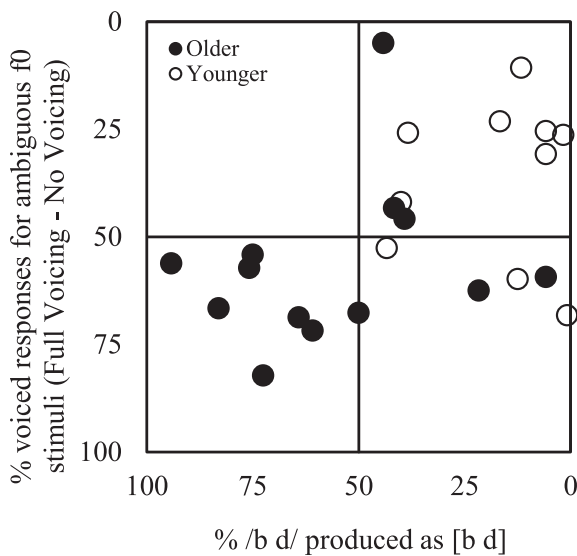 % voiced responses for ambiguous f0
stimuli (Full Voicing - No Voicing)
0
25
50
75
100
Older
Younger
100
75
50
25
0
% /b d/ produced as [b d]